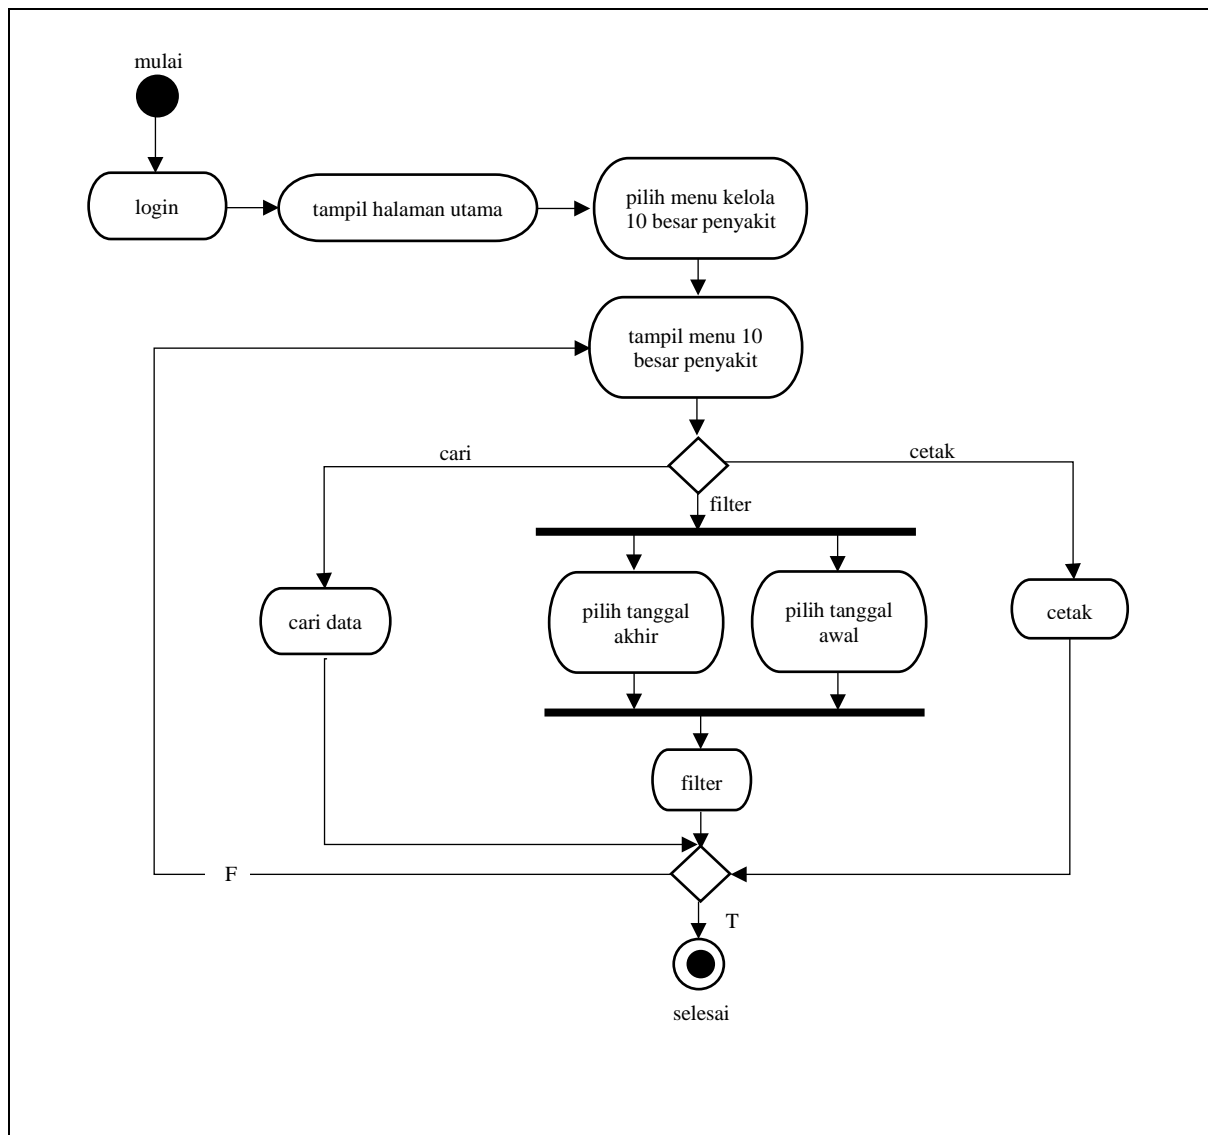 mulai
login
tampil halaman utama
pilih menu kelola
10 besar penyakit
tampil menu 10
besar penyakit
cari
cetak
filter
cari data
pilih tanggal
akhir
pilih tanggal
awal
cetak
filter
F
T
selesai